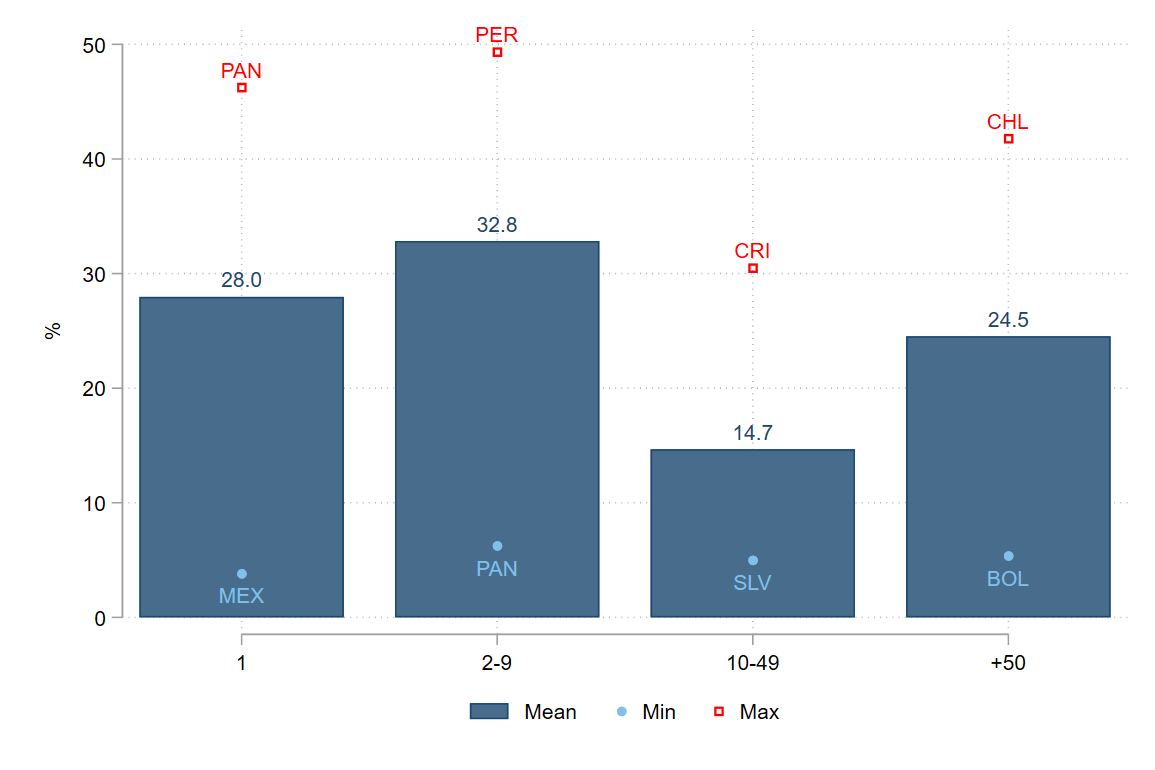 50
40
30
20
10
0
%
PAN
28.0
MEX
PER
32.8
PAN
CRI
14.7
SLV
CHL
24.5
BOL
1 2-9 10-49 +50
Mean Min Max